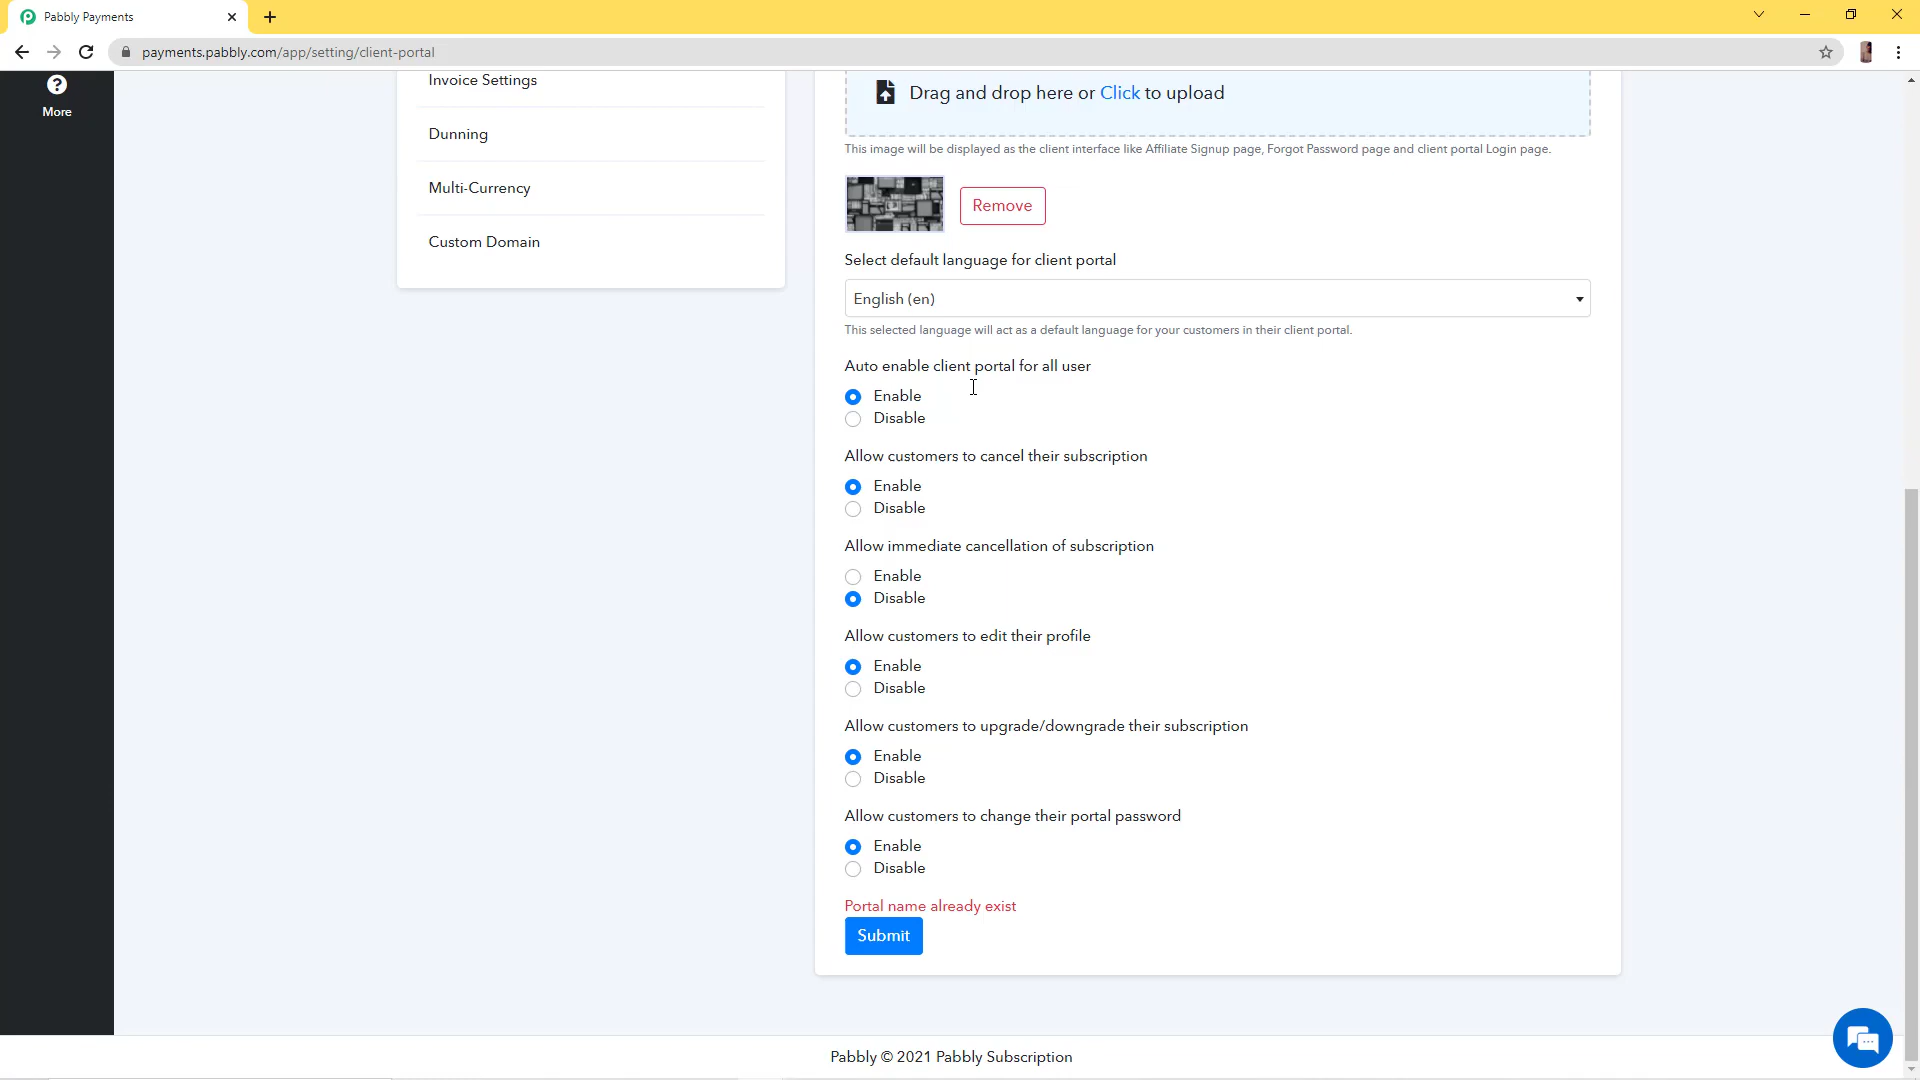 Pabbly Payments
payments.pabbly.com/app/setting/client-portal
More
Invoice Settings
Dunning
Multi-Currency
Custom Domain
Drag and drop here or Click to upload
This image will be displayed as the client interface like Affiliate Signup page, Forgot Password page and client portal Login page.
Remove
Select default language for client portal
English (en)
This selected language will act as a default language for your customers in their client portal.
Auto enable client portal for all user
Enable
Disable
Allow customers to cancel their subscription
Enable
Disable
Allow immediate cancellation of subscription
Enable
Disable
Allow customers to edit their profile
Enable
Disable
Allow customers to upgrade/downgrade their subscription
Enable
Disable
Allow customers to change their portal password
Enable
Disable
Portal name already exist
Submit
Pabbly © 2021 Pabbly Subscription